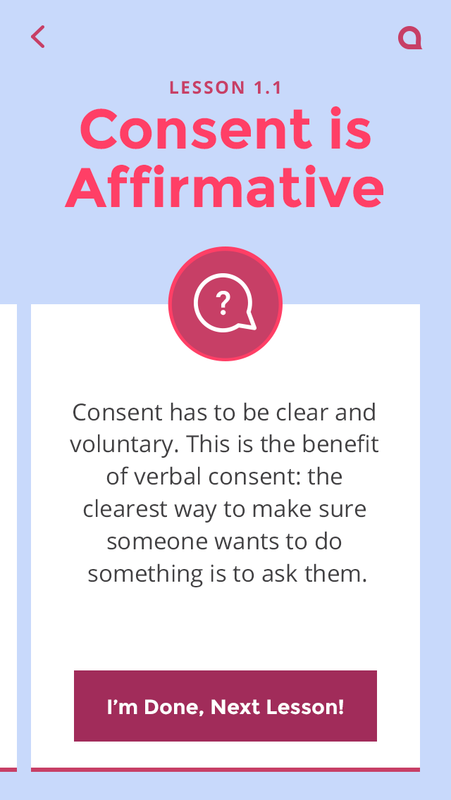 LESSON 1.1
Consent is
Affirmative
?
Consent has to be clear and
voluntary. This is the benefit
of verbal consent: the
clearest way to make sure
someone wants to do
something is to ask them.
I'm Done, Next Lesson!